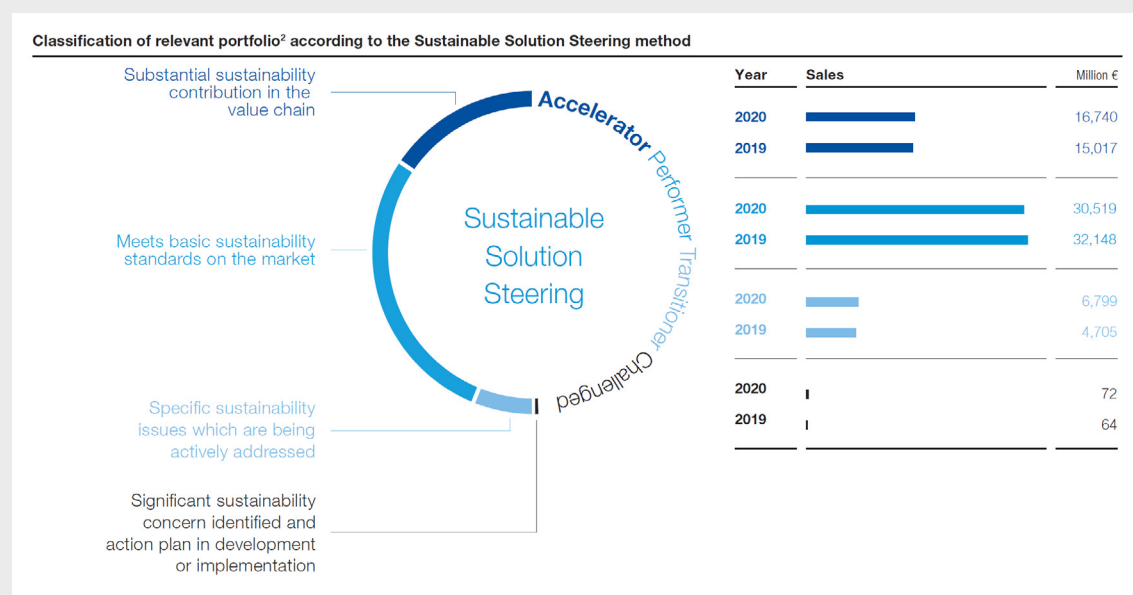 Classification of relevant portfolio² according to the Sustainable Solution Steering method
Substantial sustainability
contribution in the
value chain
Meets basic sustainability
standards on the market
Specific sustainability
issues which are being
actively addressed
Significant sustainability
concern identified and
action plan in development
or implementation
Sustainable
Solution
Steering
Accelerator Performer Transitioner Challenged
Year Sales Million €
2020 16,740
2019 15,017
2020 30,519
2019 32,148
2020 6,799
2019 4,705
2020 72
2019 64